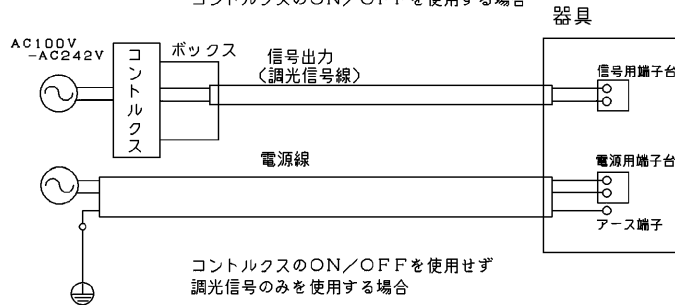 コントルクスのON/OFFを使用する場合
器具
AC100V
-AC242V
コントルクス
ボックス
信号出力
(調光信号線)
信号用端子台
電源線
電源用端子台
アース端子
コントルクスのON/OFFを使用せず
調光信号のみを使用する場合